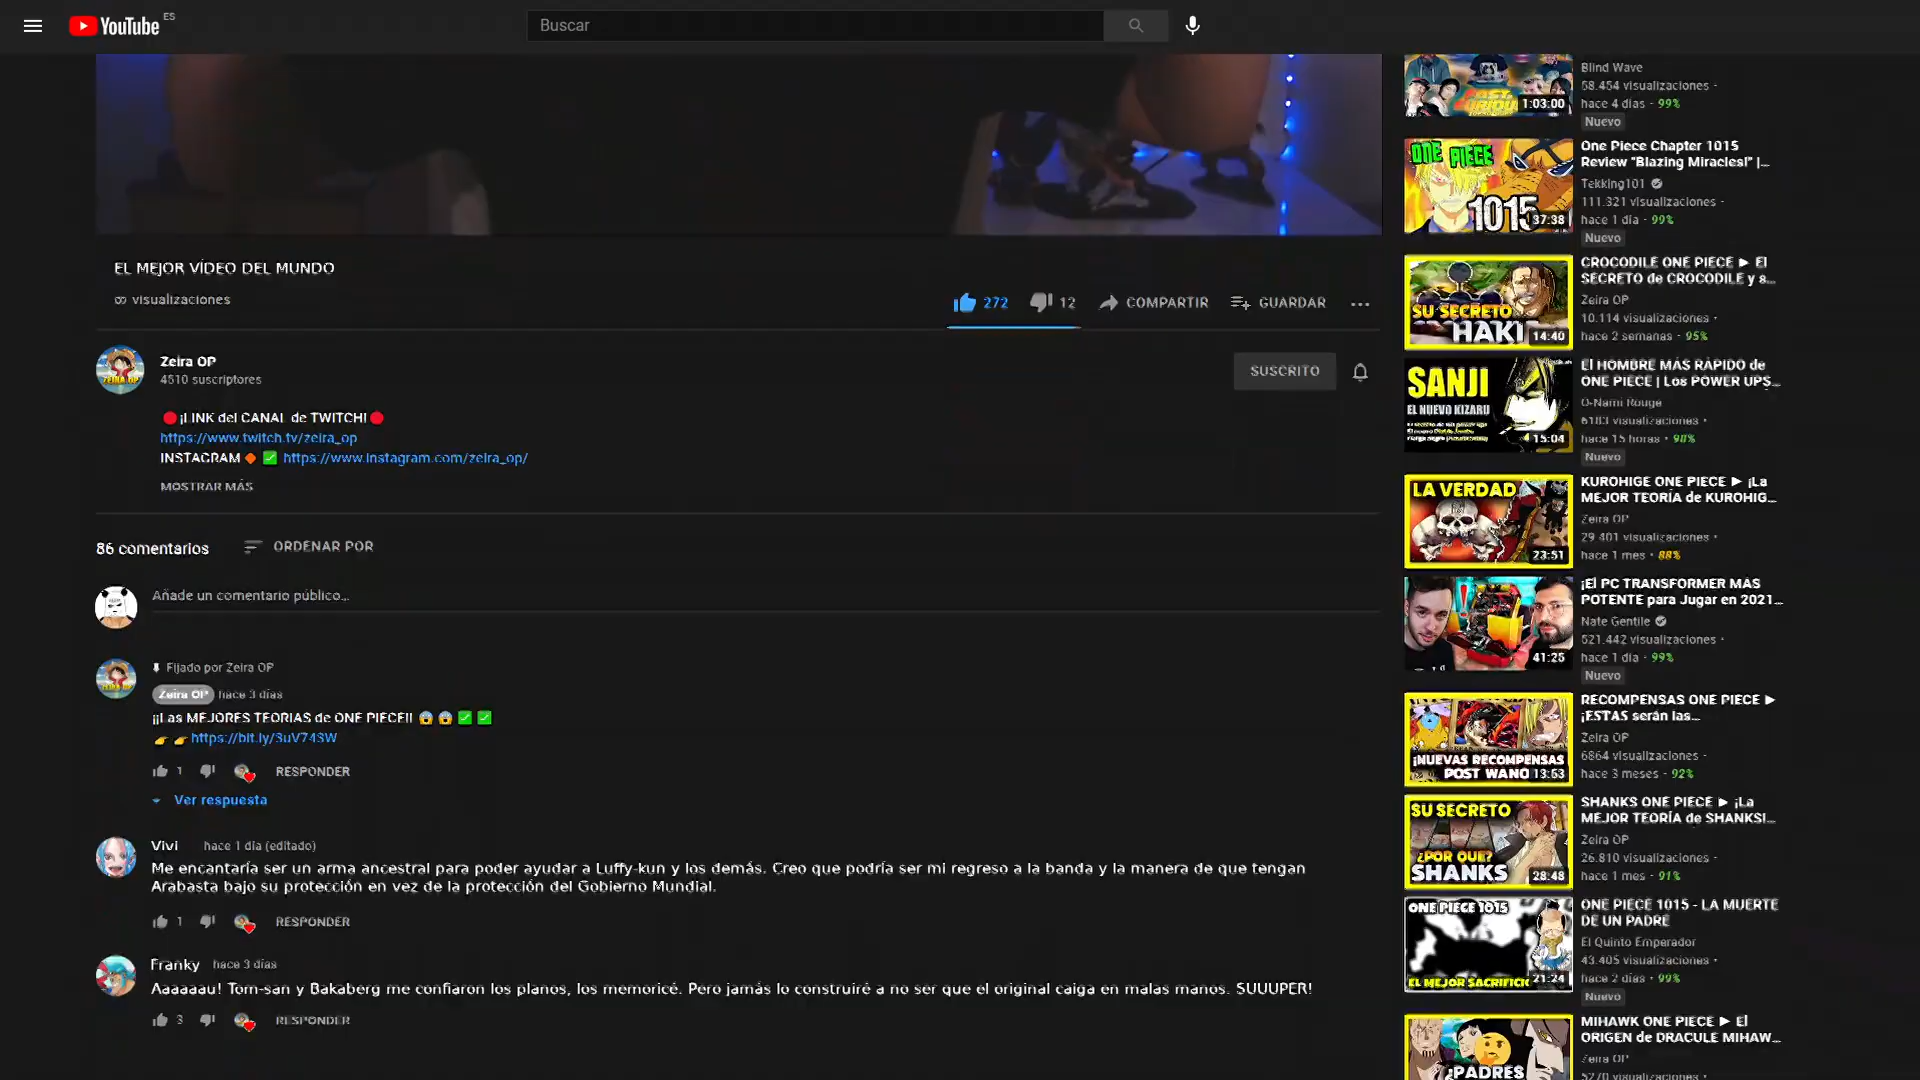 YouTube ES
Buscar
EL MEJOR VÍDEO DEL MUNDO
∞ visualizaciones
272
12
COMPARTIR
GUARDAR
Zeira OP
4510 suscriptores
SUSCRITO
¡LINK del CANAL de TWITCH!
https://www.twitch.tv/zeira_op
INSTAGRAM https://www.instagram.com/zeira_op/
MOSTRAR MÁS
86 comentarios
ORDENAR POR
Añade un comentario público...
Fijado por Zeira OP
Zeira OP hace 3 días
¡¡Las MEJORES TEORIAS de ONE PIECE!!
https://bit.ly/3uV74SW
1 RESPONDER
Ver respuesta
Vivi hace 1 día (editado)
Me encantaría ser un arma ancestral para poder ayudar a Luffy-kun y los demás. Creo que podría ser mi regreso a la banda y la manera de que tengan
Arabasta bajo su protección en vez de la protección del Gobierno Mundial.
1 RESPONDER
Franky hace 3 días
Aaaaaau! Tom-san y Bakaberg me confiaron los planos, los memoricé. Pero jamás lo construiré a no ser que el original caiga en malas manos. SUUUPER!
3 RESPONDER
1:03:00
Blind Wave
58.454 visualizaciones •
hace 4 días • 99%
Nuevo
ONE PIECE
1015
37:38
One Piece Chapter 1015
Review "Blazing Miracles!" |...
Tekking101
111.321 visualizaciones •
hace 1 día • 99%
Nuevo
SU SECRETO
HAKI
14:40
CROCODILE ONE PIECE ► El
SECRETO de CROCODILE y s...
Zeira OP
10.114 visualizaciones •
hace 2 semanas • 95%
SANJI
EL NUEVO KIZARU
15:04
El HOMBRE MÁS RÁPIDO de
ONE PIECE | Los POWER UPS...
O-Nami Rouge
6183 visualizaciones •
hace 15 horas • 98%
Nuevo
LA VERDAD
23:51
KUROHIGE ONE PIECE ► ¡La
MEJOR TEORÍA de KUROHIG...
Zeira OP
29.401 visualizaciones •
hace 1 mes • 88%
41:25
¡El PC TRANSFORMER MÁS
POTENTE para Jugar en 2021...
Nate Gentile
521.442 visualizaciones •
hace 1 día • 99%
Nuevo
¡NUEVAS RECOMPENSAS
POST WANO
13:53
RECOMPENSAS ONE PIECE ►
¡ESTAS serán las...
Zeira OP
6864 visualizaciones •
hace 3 meses • 92%
SU SECRETO
¿POR QUE?
SHANKS
28:48
SHANKS ONE PIECE ► ¡La
MEJOR TEORÍA de SHANKS!...
Zeira OP
26.810 visualizaciones •
hace 1 mes • 91%
ONE PIECE 1015
EL MEJOR SACRIFICIO
21:24
ONE PIECE 1015 - LA MUERTE
DE UN PADRE
El Quinto Emperador
43.405 visualizaciones •
hace 2 días • 99%
Nuevo
¿PADRES
MIHAWK ONE PIECE ► El
ORIGEN de DRACULE MIHAW...
Zeira OP
5270 visualizaciones •